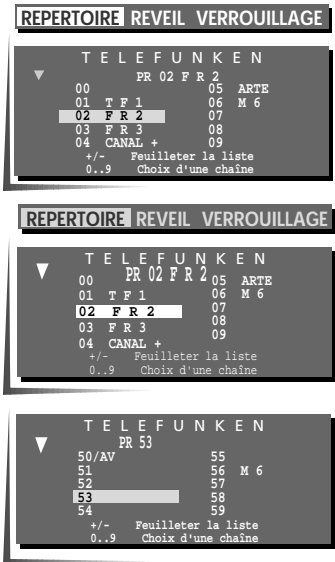 REPERTOIRE REVEIL VERROUILLAGE
T E L E F U N K E N
PR 02 F R 2
00 05 ARTE
01 T F 1 06 M 6
02 F R 2 07
03 F R 3 08
04 CANAL + 09
+/- Feuilleter la liste
0..9 Choix d'une chaîne
REPERTOIRE REVEIL VERROUILLAGE
T E L E F U N K E N
PR 02 F R 2
00 05 ARTE
01 T F 1 06 M 6
02 F R 2 07
03 F R 3 08
04 CANAL + 09
+/- Feuilleter la liste
0..9 Choix d'une chaîne
T E L E F U N K E N
PR 53
50/AV 55
51 56 M 6
52 57
53 58
54 59
+/- Feuilleter la liste
0..9 Choix d'une chaîne